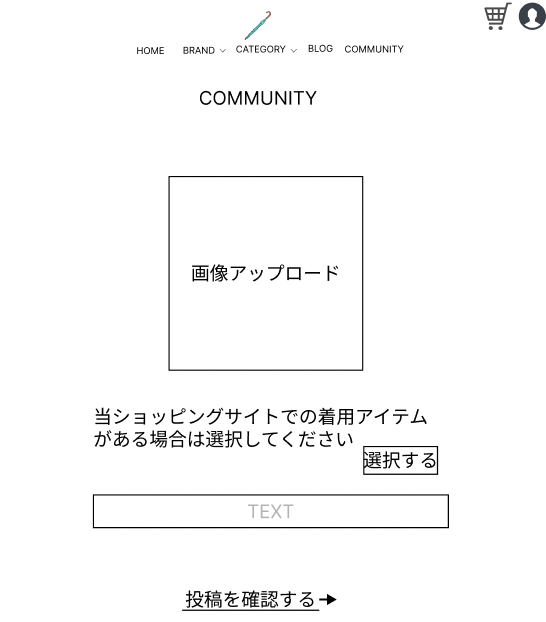 HOME BRAND CATEGORY BLOG COMMUNITY
COMMUNITY
画像アップロード
当ショッピングサイトでの着用アイテム
がある場合は選択してください
選択する
TEXT
投稿を確認する